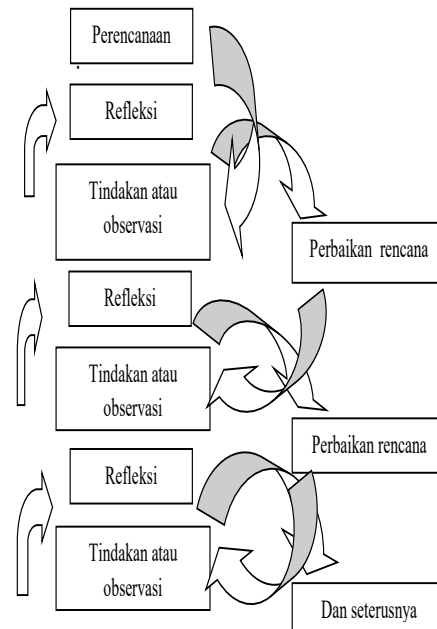 Perencanaan
Refleksi
Tindakan atau
observasi
Perbaikan rencana
Refleksi
Tindakan atau
observasi
Perbaikan rencana
Refleksi
Tindakan atau
observasi
Dan seterusnya